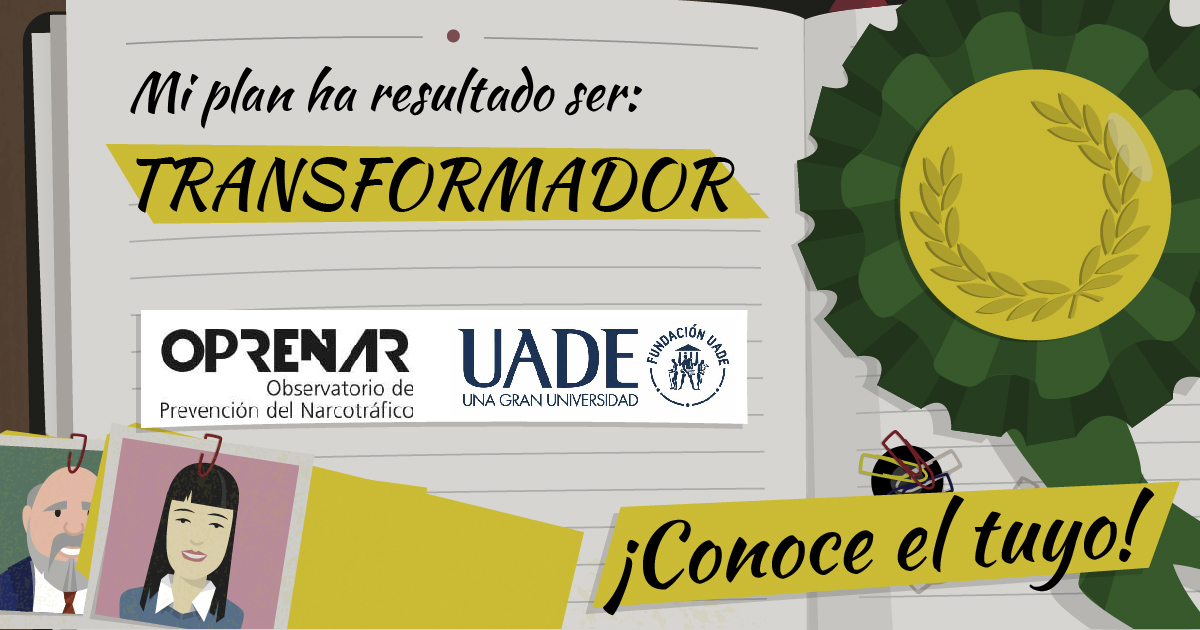 Mi plan ha resultado ser:
TRANSFORMADOR
OPRENAR
Observatorio de
Prevención del Narcotráfico
UADE
UNA GRAN UNIVERSIDAD
FUNDACIÓN UADE
¡Conoce el tuyo!